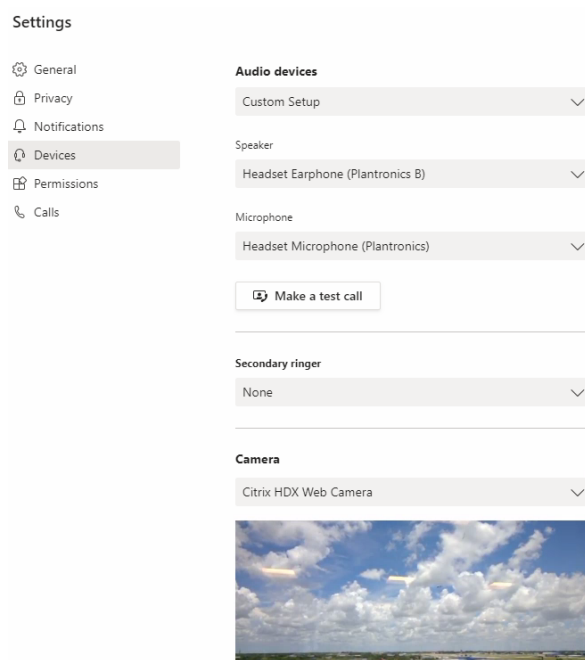 Settings
General
Privacy
Notifications
Devices
Permissions
Calls
Audio devices
Custom Setup
Speaker
Headset Earphone (Plantronics B)
Microphone
Headset Microphone (Plantronics)
Make a test call
Secondary ringer
None
Camera
Citrix HDX Web Camera